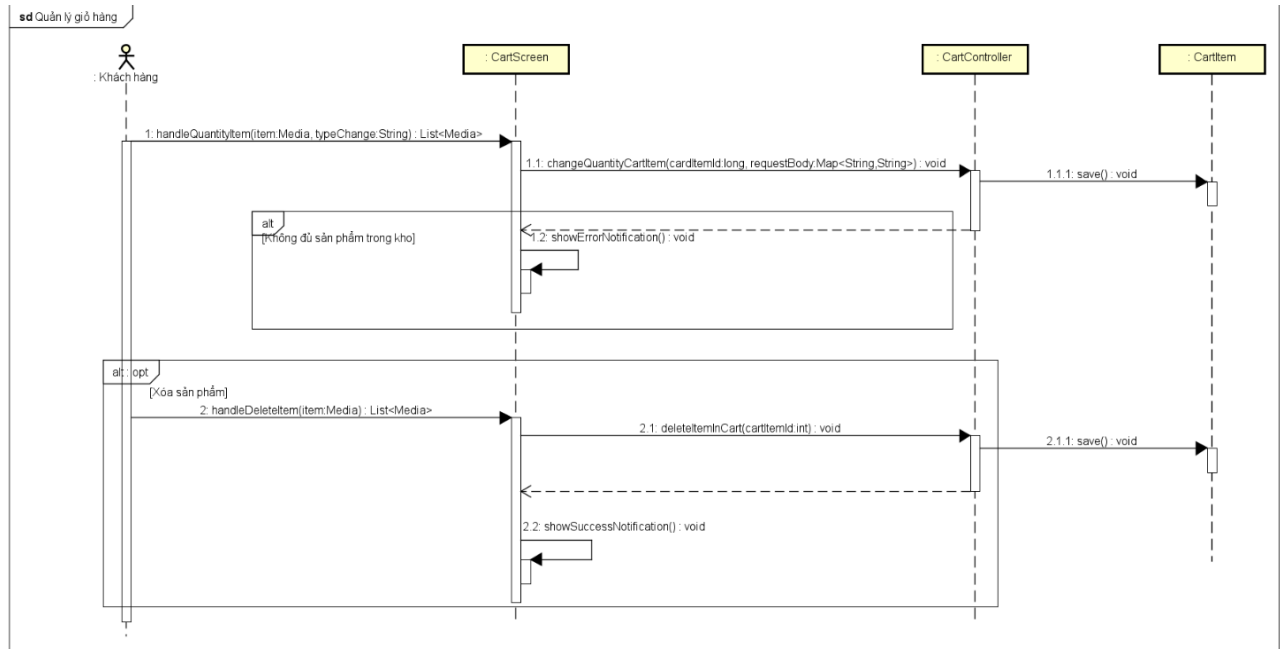 sd Quản lý giỏ hàng
: Khách hàng
: CartScreen
: CartController
: CartItem
1: handleQuantityItem(item:Media, typeChange:String) : List<Media>
1.1: changeQuantityCartItem(cardItemId:long, requestBody:Map<String,String>) : void
1.1.1: save() : void
alt
[Không đủ sản phẩm trong kho]
1.2: showErrorNotification() : void
alt : opt
[Xóa sản phẩm]
2: handleDeleteItem(item:Media) : List<Media>
2.1: deleteItemInCart(cartItemId:int) : void
2.1.1: save() : void
2.2: showSuccessNotification() : void